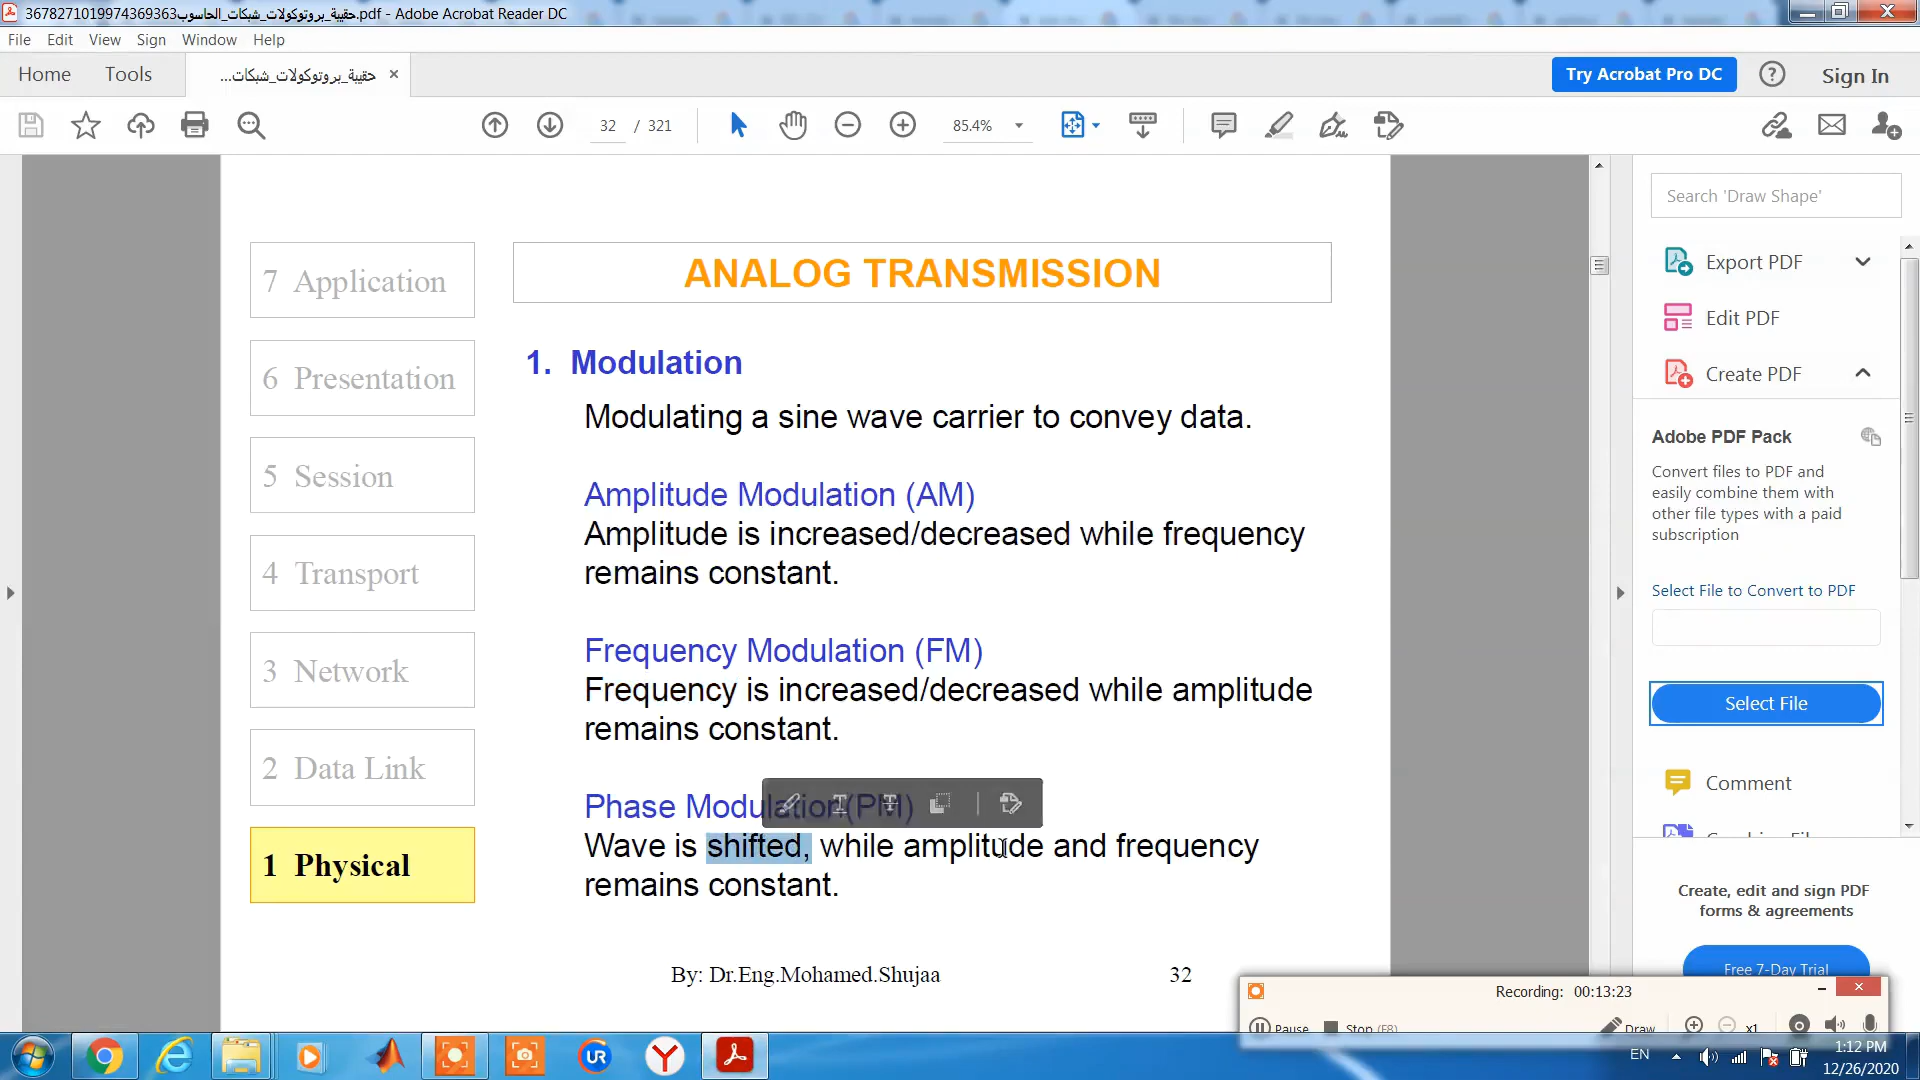 حقيبة_بروتوكولات_شبكات_الحاسوب3678271019974369363.pdf - Adobe Acrobat Reader DC
File Edit View Sign Window Help
Home Tools حقيبة_بروتوكولات_شبكات... × Try Acrobat Pro DC Sign In
32 / 321 85.4%
Search 'Draw Shape'
Export PDF
Edit PDF
Create PDF
Adobe PDF Pack
Convert files to PDF and
easily combine them with
other file types with a paid
subscription
Select File to Convert to PDF
Select File
Comment
Create, edit and sign PDF
forms & agreements
Free 7-Day Trial
7 Application
6 Presentation
5 Session
4 Transport
3 Network
2 Data Link
1 Physical
ANALOG TRANSMISSION
1. Modulation
Modulating a sine wave carrier to convey data.
Amplitude Modulation (AM)
Amplitude is increased/decreased while frequency
remains constant.
Frequency Modulation (FM)
Frequency is increased/decreased while amplitude
remains constant.
Phase Modulation(PM)
Wave is shifted, while amplitude and frequency
remains constant.
By: Dr.Eng.Mohamed.Shujaa 32
Recording: 00:13:23
Pause Stop (F8) Draw x1
EN 1:12 PM
12/26/2020